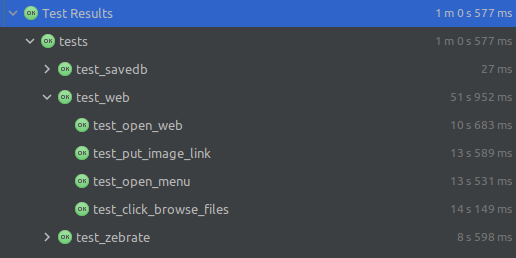 OK Test Results 1 m 0 s 577 ms
OK tests 1 m 0 s 577 ms
OK test_savedb 27 ms
OK test_web 51 s 952 ms
OK test_open_web 10 s 683 ms
OK test_put_image_link 13 s 589 ms
OK test_open_menu 13 s 531 ms
OK test_click_browse_files 14 s 149 ms
OK test_zebrate 8 s 598 ms